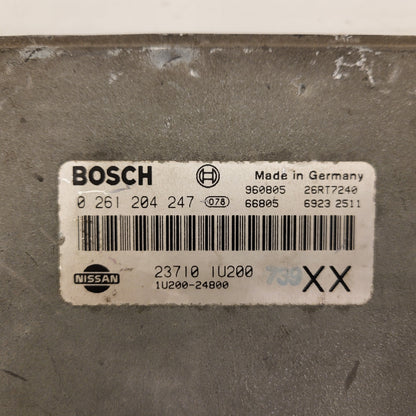 BOSCH Made in Germany
960805 26RT7240
0 261 204 247 078 66805 6923 2511
NISSAN 23710 1U200 739 XX
1U200-24800